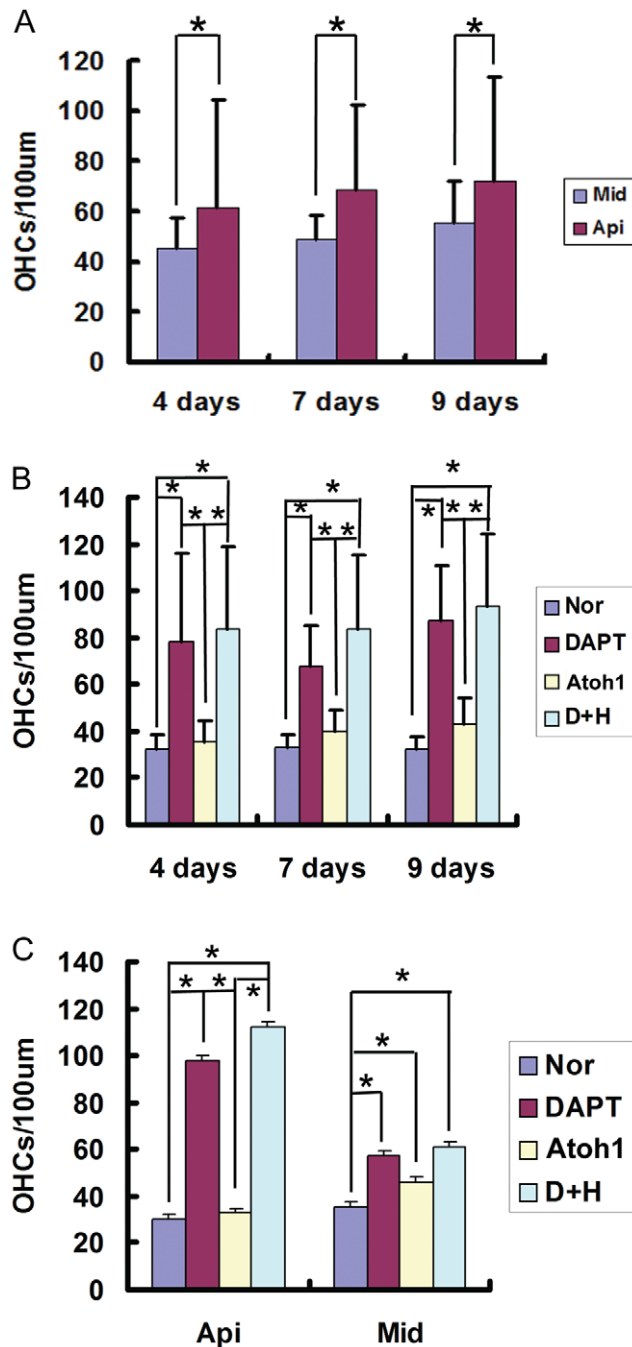 A
* * *
120
100
80
60
40
20
0
OHCs/100um
4 days 7 days 9 days
Mid
Api
B
* * *
* * * * * * * * *
140
120
100
80
60
40
20
0
OHCs/100um
4 days 7 days 9 days
Nor
DAPT
Atoh1
D+H
C
* *
* * * *
*
140
120
100
80
60
40
20
0
OHCs/100um
Api Mid
Nor
DAPT
Atoh1
D+H